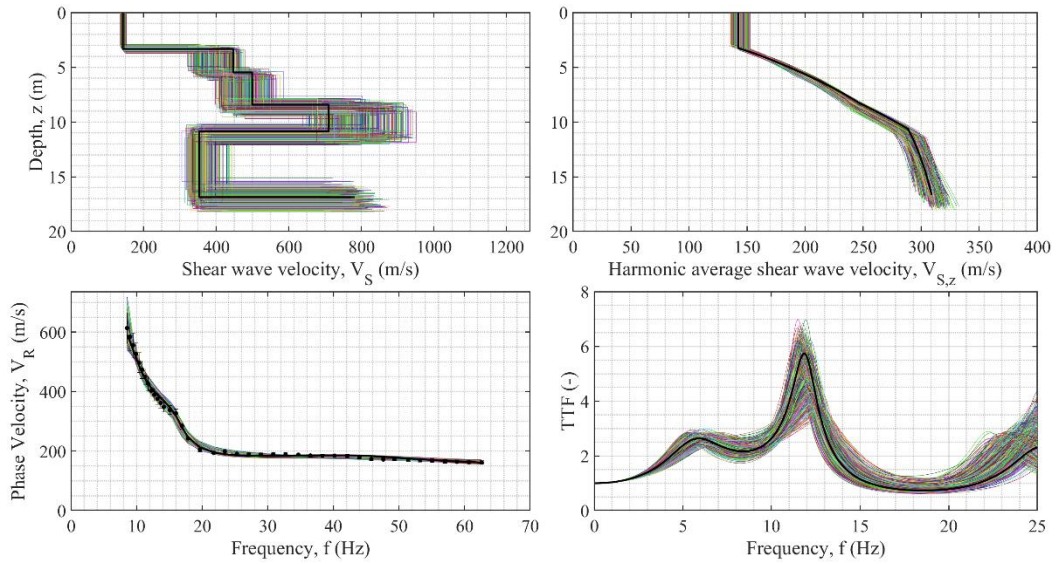 0
5
10
15
20
Depth, z (m)
0 200 400 600 800 1000 1200
Shear wave velocity, V_S (m/s)
0
5
10
15
20
0 50 100 150 200 250 300 350 400
Harmonic average shear wave velocity, V_S,z (m/s)
600
400
200
0
Phase Velocity, V_R (m/s)
0 10 20 30 40 50 60 70
Frequency, f (Hz)
8
6
4
2
0
TTF (-)
0 5 10 15 20 25
Frequency, f (Hz)